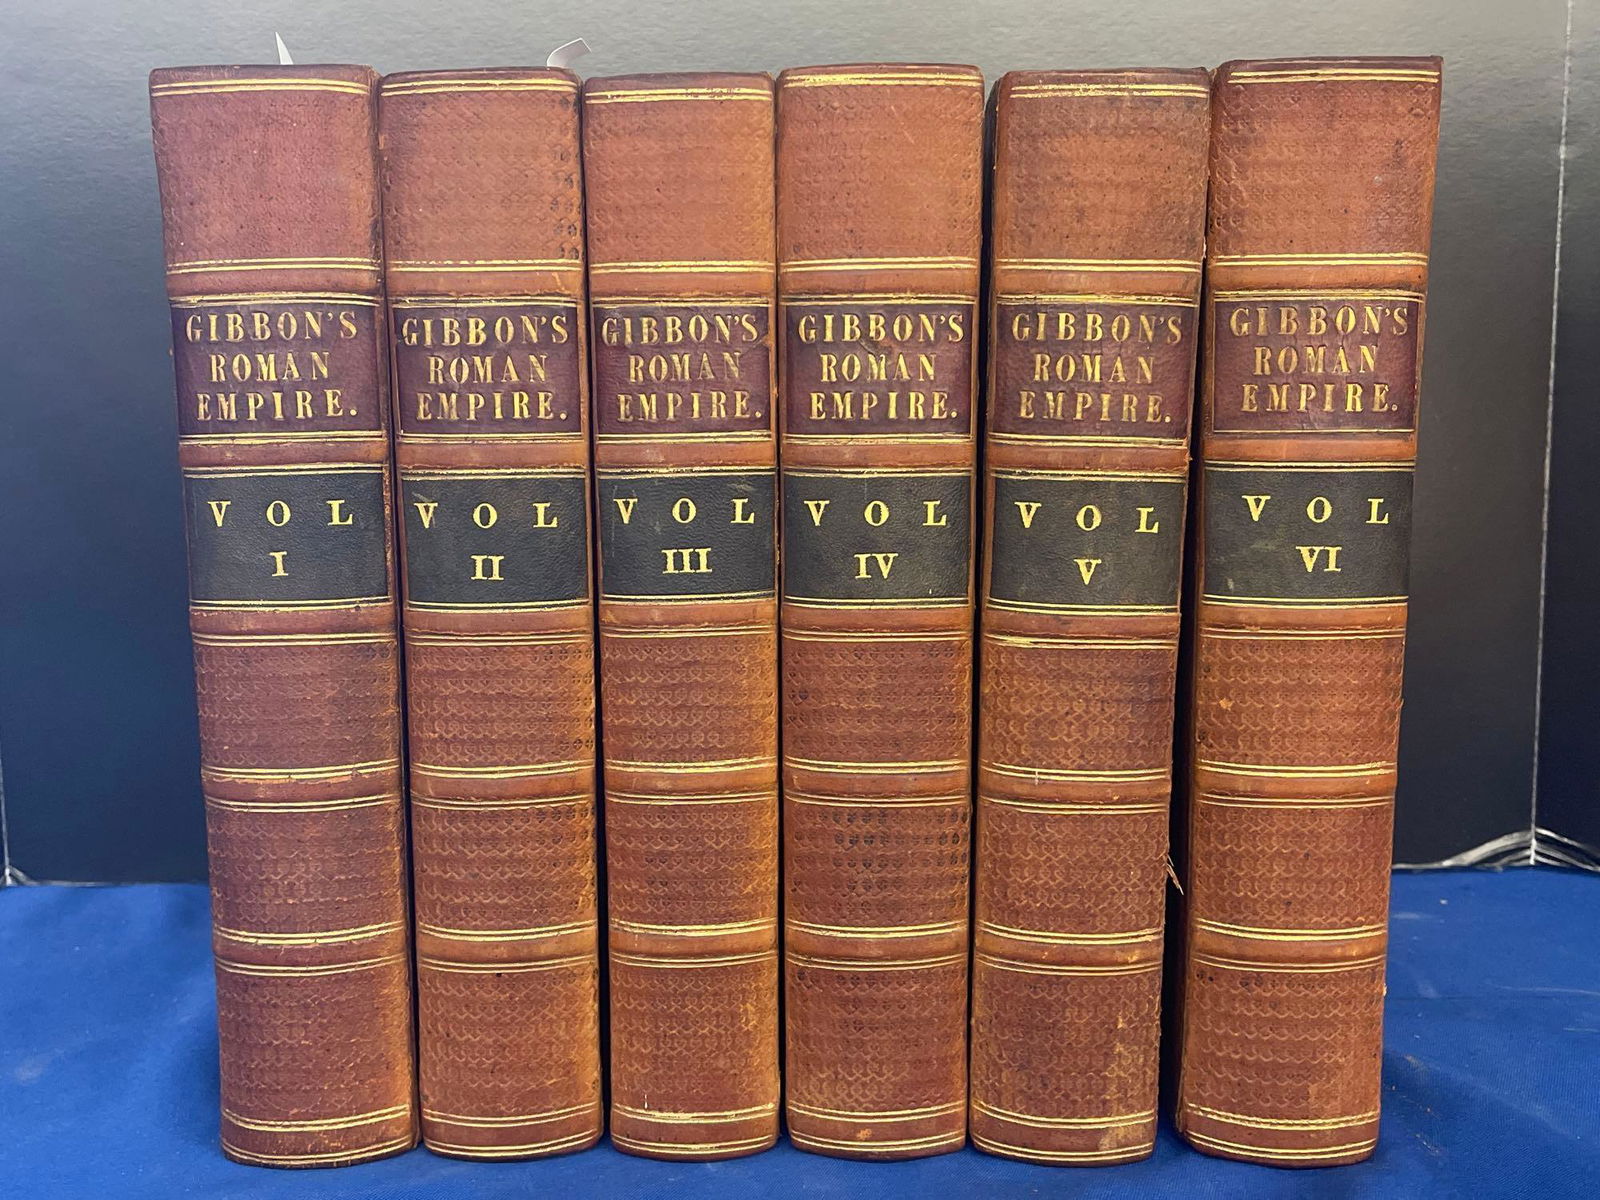 GIBBON'S
ROMAN
EMPIRE.
VOL
I
GIBBON'S
ROMAN
EMPIRE.
VOL
II
GIBBON'S
ROMAN
EMPIRE.
VOL
III
GIBBON'S
ROMAN
EMPIRE.
VOL
IV
GIBBON'S
ROMAN
EMPIRE.
VOL
V
GIBBON'S
ROMAN
EMPIRE.
VOL
VI